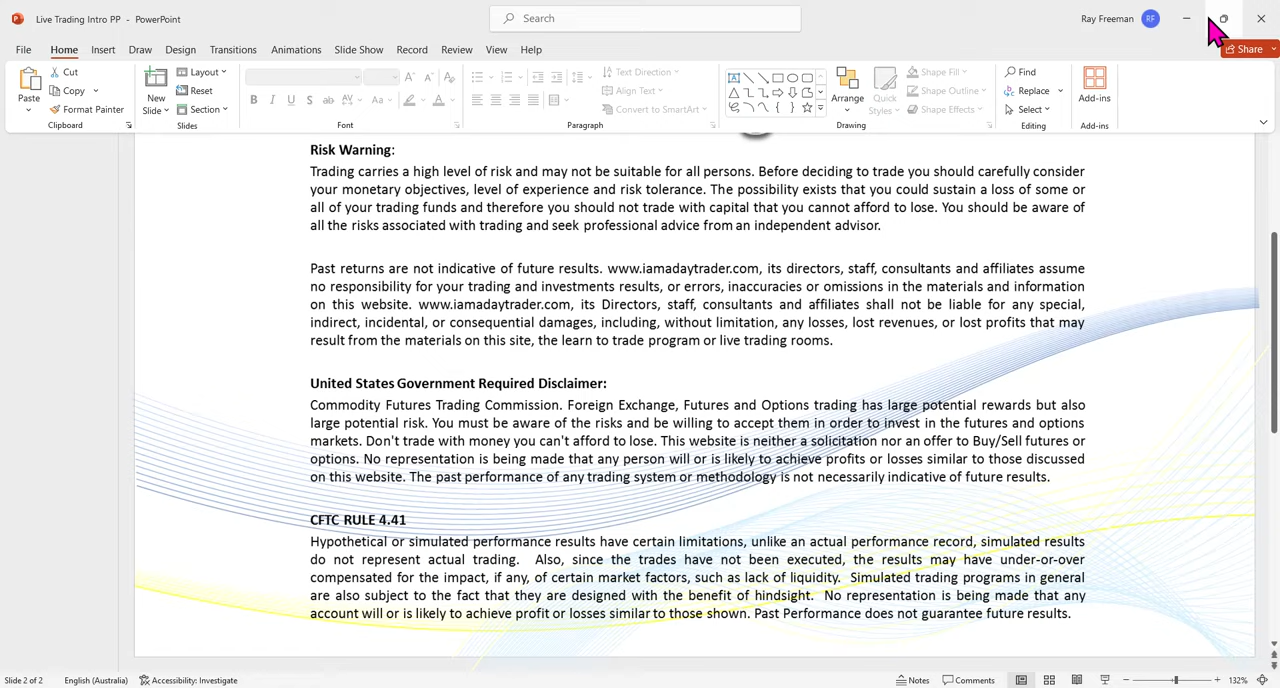 Live Trading Intro PP - PowerPoint
Search
Ray Freeman
RF
File Home Insert Draw Design Transitions Animations Slide Show Record Review View Help
Share
Paste
Cut
Copy
Format Painter
Clipboard
New
Slide
Layout
Reset
Section
Slides
B I U S ab AV Aa A
Font
Text Direction
Align Text
Convert to SmartArt
Paragraph
Arrange
Quick
Styles
Shape Fill
Shape Outline
Shape Effects
Drawing
Find
Replace
Select
Editing
Add-ins
Add-ins
Risk Warning:
Trading carries a high level of risk and may not be suitable for all persons. Before deciding to trade you should carefully consider
your monetary objectives, level of experience and risk tolerance. The possibility exists that you could sustain a loss of some or
all of your trading funds and therefore you should not trade with capital that you cannot afford to lose. You should be aware of
all the risks associated with trading and seek professional advice from an independent advisor.
Past returns are not indicative of future results. www.iamadaytrader.com, its directors, staff, consultants and affiliates assume
no responsibility for your trading and investments results, or errors, inaccuracies or omissions in the materials and information
on this website. www.iamadaytrader.com, its Directors, staff, consultants and affiliates shall not be liable for any special,
indirect, incidental, or consequential damages, including, without limitation, any losses, lost revenues, or lost profits that may
result from the materials on this site, the learn to trade program or live trading rooms.
United States Government Required Disclaimer:
Commodity Futures Trading Commission. Foreign Exchange, Futures and Options trading has large potential rewards but also
large potential risk. You must be aware of the risks and be willing to accept them in order to invest in the futures and options
markets. Don't trade with money you can't afford to lose. This website is neither a solicitation nor an offer to Buy/Sell futures or
options. No representation is being made that any person will or is likely to achieve profits or losses similar to those discussed
on this website. The past performance of any trading system or methodology is not necessarily indicative of future results.
CFTC RULE 4.41
Hypothetical or simulated performance results have certain limitations, unlike an actual performance record, simulated results
do not represent actual trading. Also, since the trades have not been executed, the results may have under-or-over
compensated for the impact, if any, of certain market factors, such as lack of liquidity. Simulated trading programs in general
are also subject to the fact that they are designed with the benefit of hindsight. No representation is being made that any
account will or is likely to achieve profit or losses similar to those shown. Past Performance does not guarantee future results.
Slide 2 of 2
English (Australia)
Accessibility: Investigate
Notes
Comments
132%